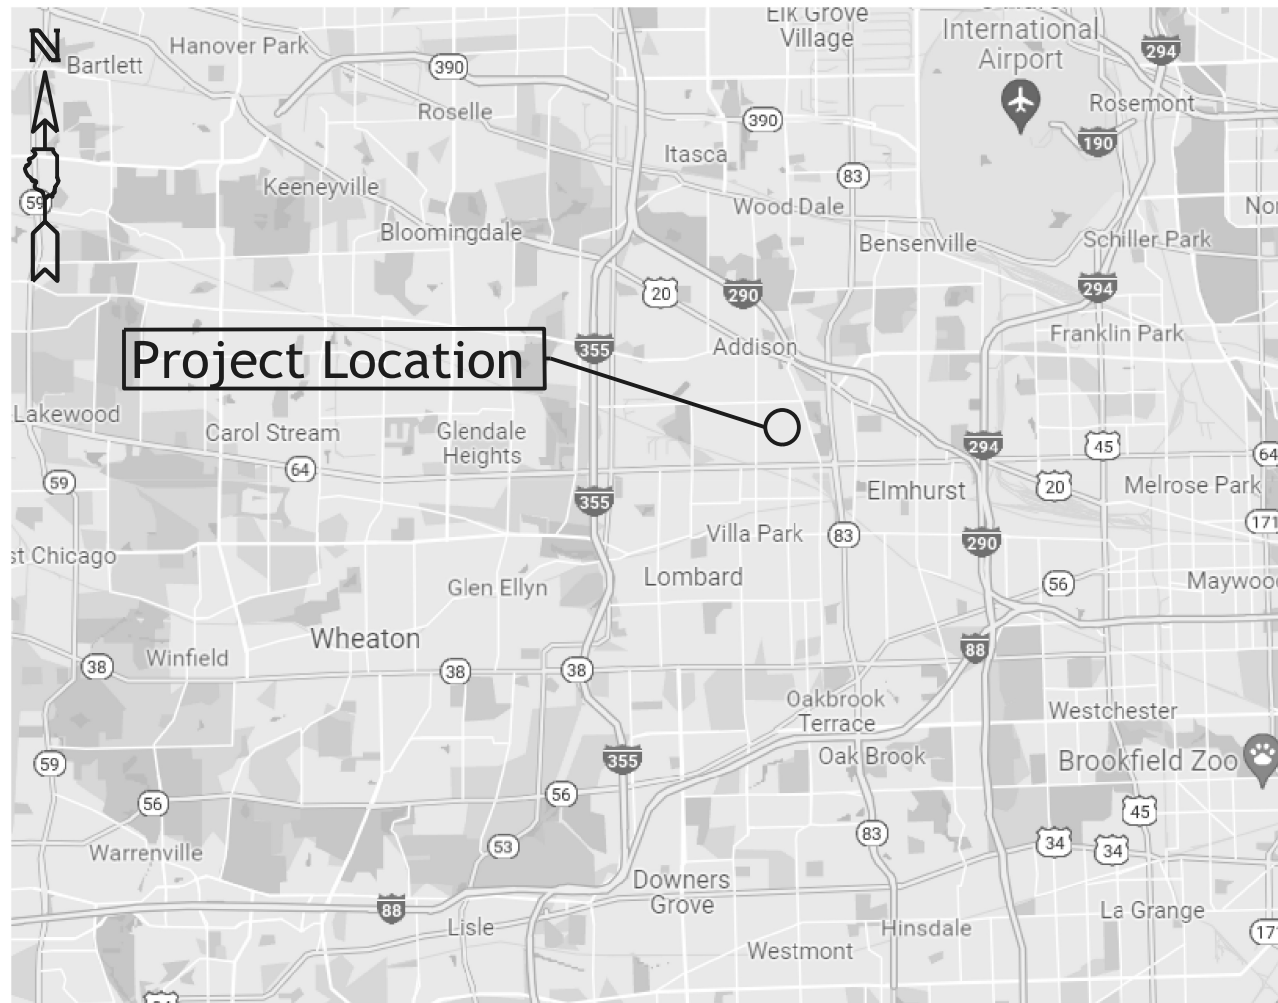 N
Hanover Park
Bartlett
390
Roselle
Elk Grove
Village
International
Airport
294
Rosemont
190
390
Itasca
83
Keeneyville
59
Wood Dale
Bloomingdale
Bensenville
Schiller Park
20
290
294
Franklin Park
Project Location
355
Addison
Lakewood
Carol Stream
Glendale
Heights
64
59
355
294
45
64
20
Elmhurst
Melrose Park
171
Villa Park
83
290
st Chicago
Glen Ellyn
Lombard
56
Wheaton
88
38
Winfield
38
38
Oakbrook
Terrace
Westchester
59
355
Oak Brook
Brookfield Zoo
56
56
45
53
83
34
34
Warrenville
Downers
Grove
88
Lisle
La Grange
Hinsdale
Westmont